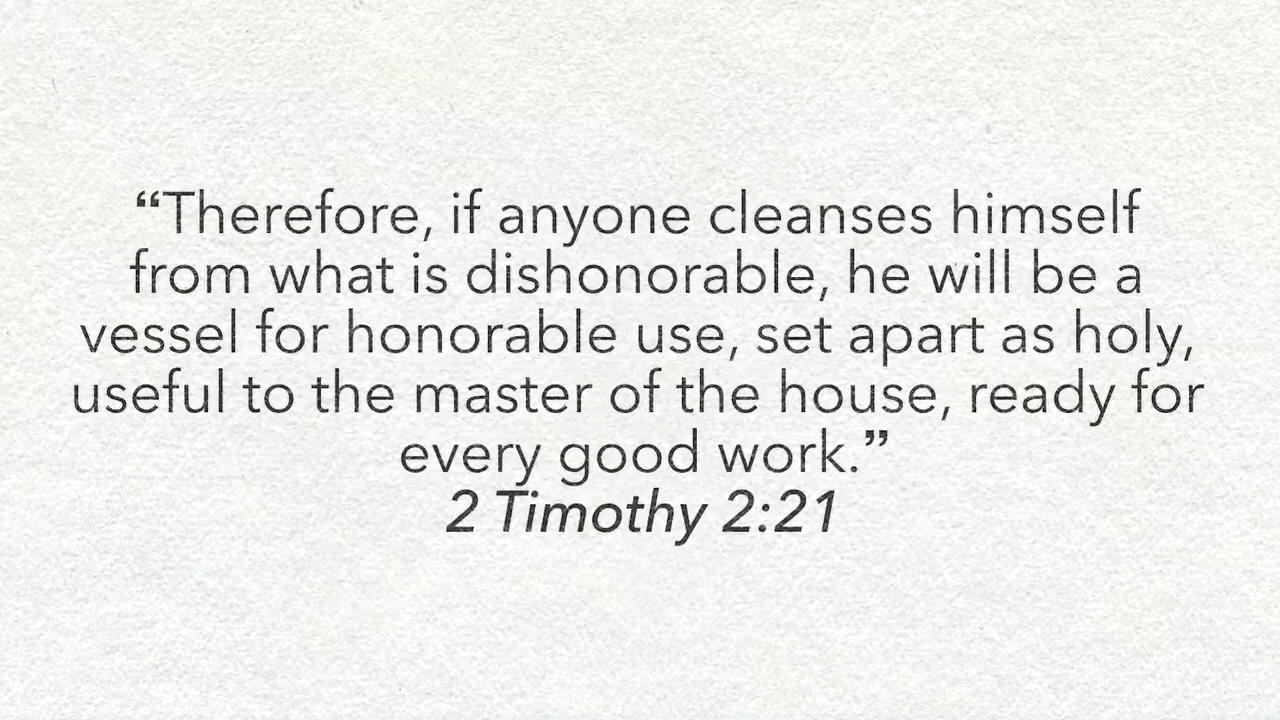 “Therefore, if anyone cleanses himself
from what is dishonorable, he will be a
vessel for honorable use, set apart as holy,
useful to the master of the house, ready for
every good work.”
2 Timothy 2:21